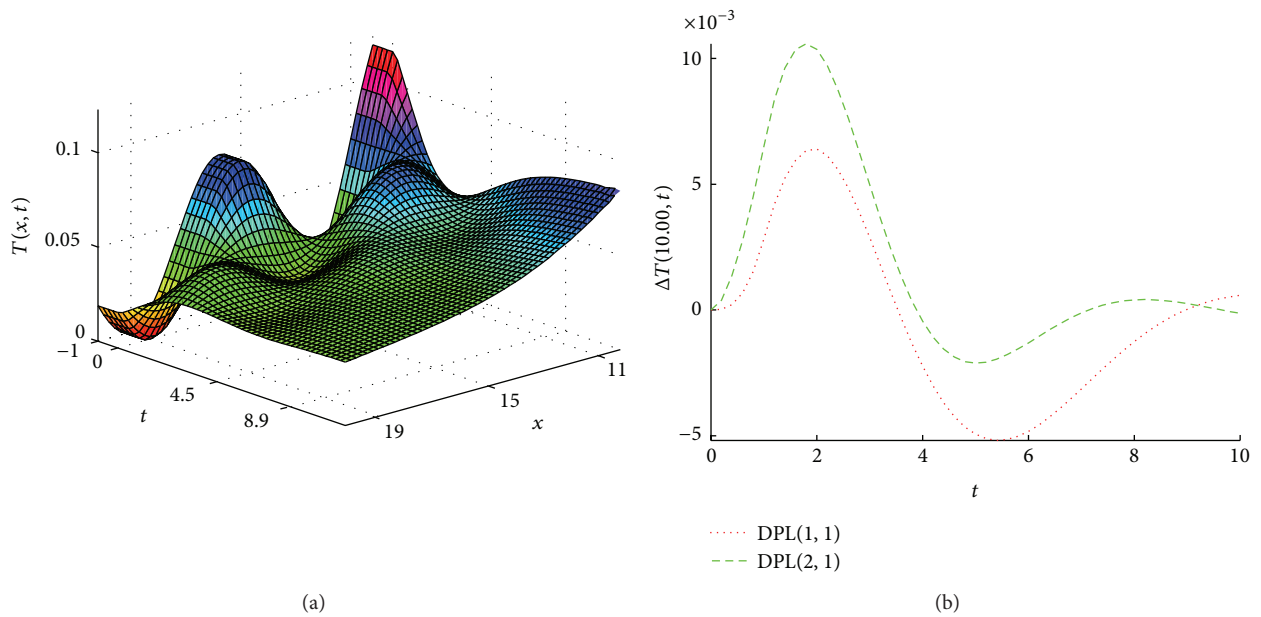 T(x, t)
0.1
0.05
0
−1
0
4.5
8.9
t
11
15
19
x
(a)
×10−3
10
5
0
−5
ΔT(10.00, t)
0 2 4 6 8 10
t
DPL(1, 1)
DPL(2, 1)
(b)